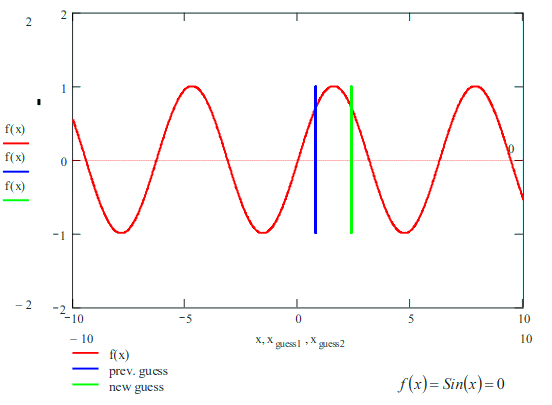 2
2
1
f(x)
f(x)
0
0
f(x)
−1
−2
−2
−10
−5
0
5
10
−10
x, x guess1 , x guess2
10
f(x)
prev. guess
new guess
f(x)= Sin(x)= 0